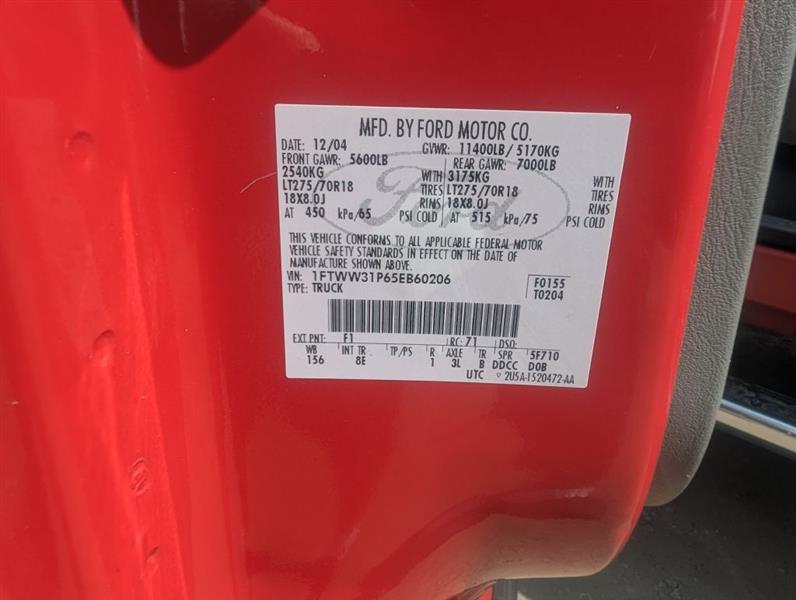 MFD. BY FORD MOTOR CO.
DATE: 12/04 GVWR: 11400LB/ 5170KG
FRONT GAWR: 5600LB REAR GAWR: 7000LB
2540KG WITH 3175KG WITH
LT275/70R18 TIRES LT275/70R18 TIRES
18X8.0J RIMS 18X8.0J RIMS
AT 450 kPa/65 PSI COLD AT 515 kPa/75 PSI COLD
Ford
THIS VEHICLE CONFORMS TO ALL APPLICABLE FEDERAL MOTOR
VEHICLE SAFETY STANDARDS IN EFFECT ON THE DATE OF
MANUFACTURE SHOWN ABOVE.
VIN: 1FTWW31P65EB60206 F0155
TYPE: TRUCK T0204
EXT PNT: F1 RC: 71 DSO:
WB INT TR TP/PS R AXLE TR SPR 5F710
156 8E 1 3L B DDCC D0B
UTC 2U5A-1520472-AA